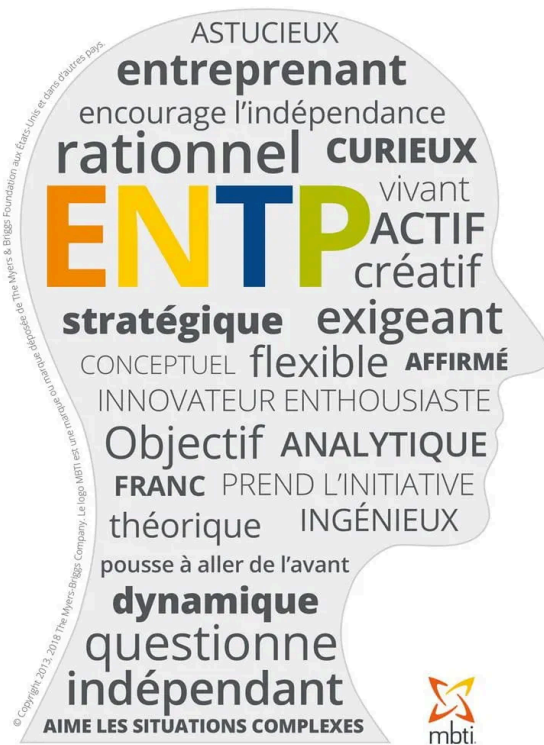 ASTUCIEUX
entreprenant
encourage l'indépendance
rationnel CURIEUX
vivant
ENTP
ACTIF
créatif
stratégique exigeant
CONCEPTUEL flexible AFFIRMÉ
INNOVATEUR ENTHOUSIASTE
Objectif ANALYTIQUE
FRANC PREND L'INITIATIVE
théorique INGÉNIEUX
pousse à aller de l'avant
dynamique
questionne
indépendant
AIME LES SITUATIONS COMPLEXES
© Copyright 2013, 2018 The Myers-Briggs Company. Le logo MBTI est une marque ou marque déposée de The Myers & Briggs Foundation aux États-Unis et dans d'autres pays.
mbti